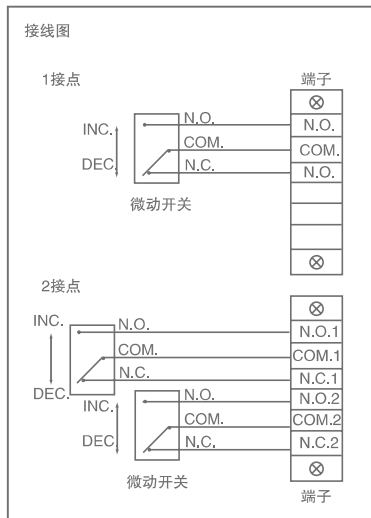 接线图
1接点
端子
INC.
DEC.
N.O.
COM.
N.C.
微动开关
N.O.
COM.
N.O.
2接点
INC.
DEC.
N.O.
COM.
N.C.
INC.
DEC.
N.O.
COM.
N.C.
微动开关
N.O.1
COM.1
N.C.1
N.O.2
COM.2
N.C.2
端子